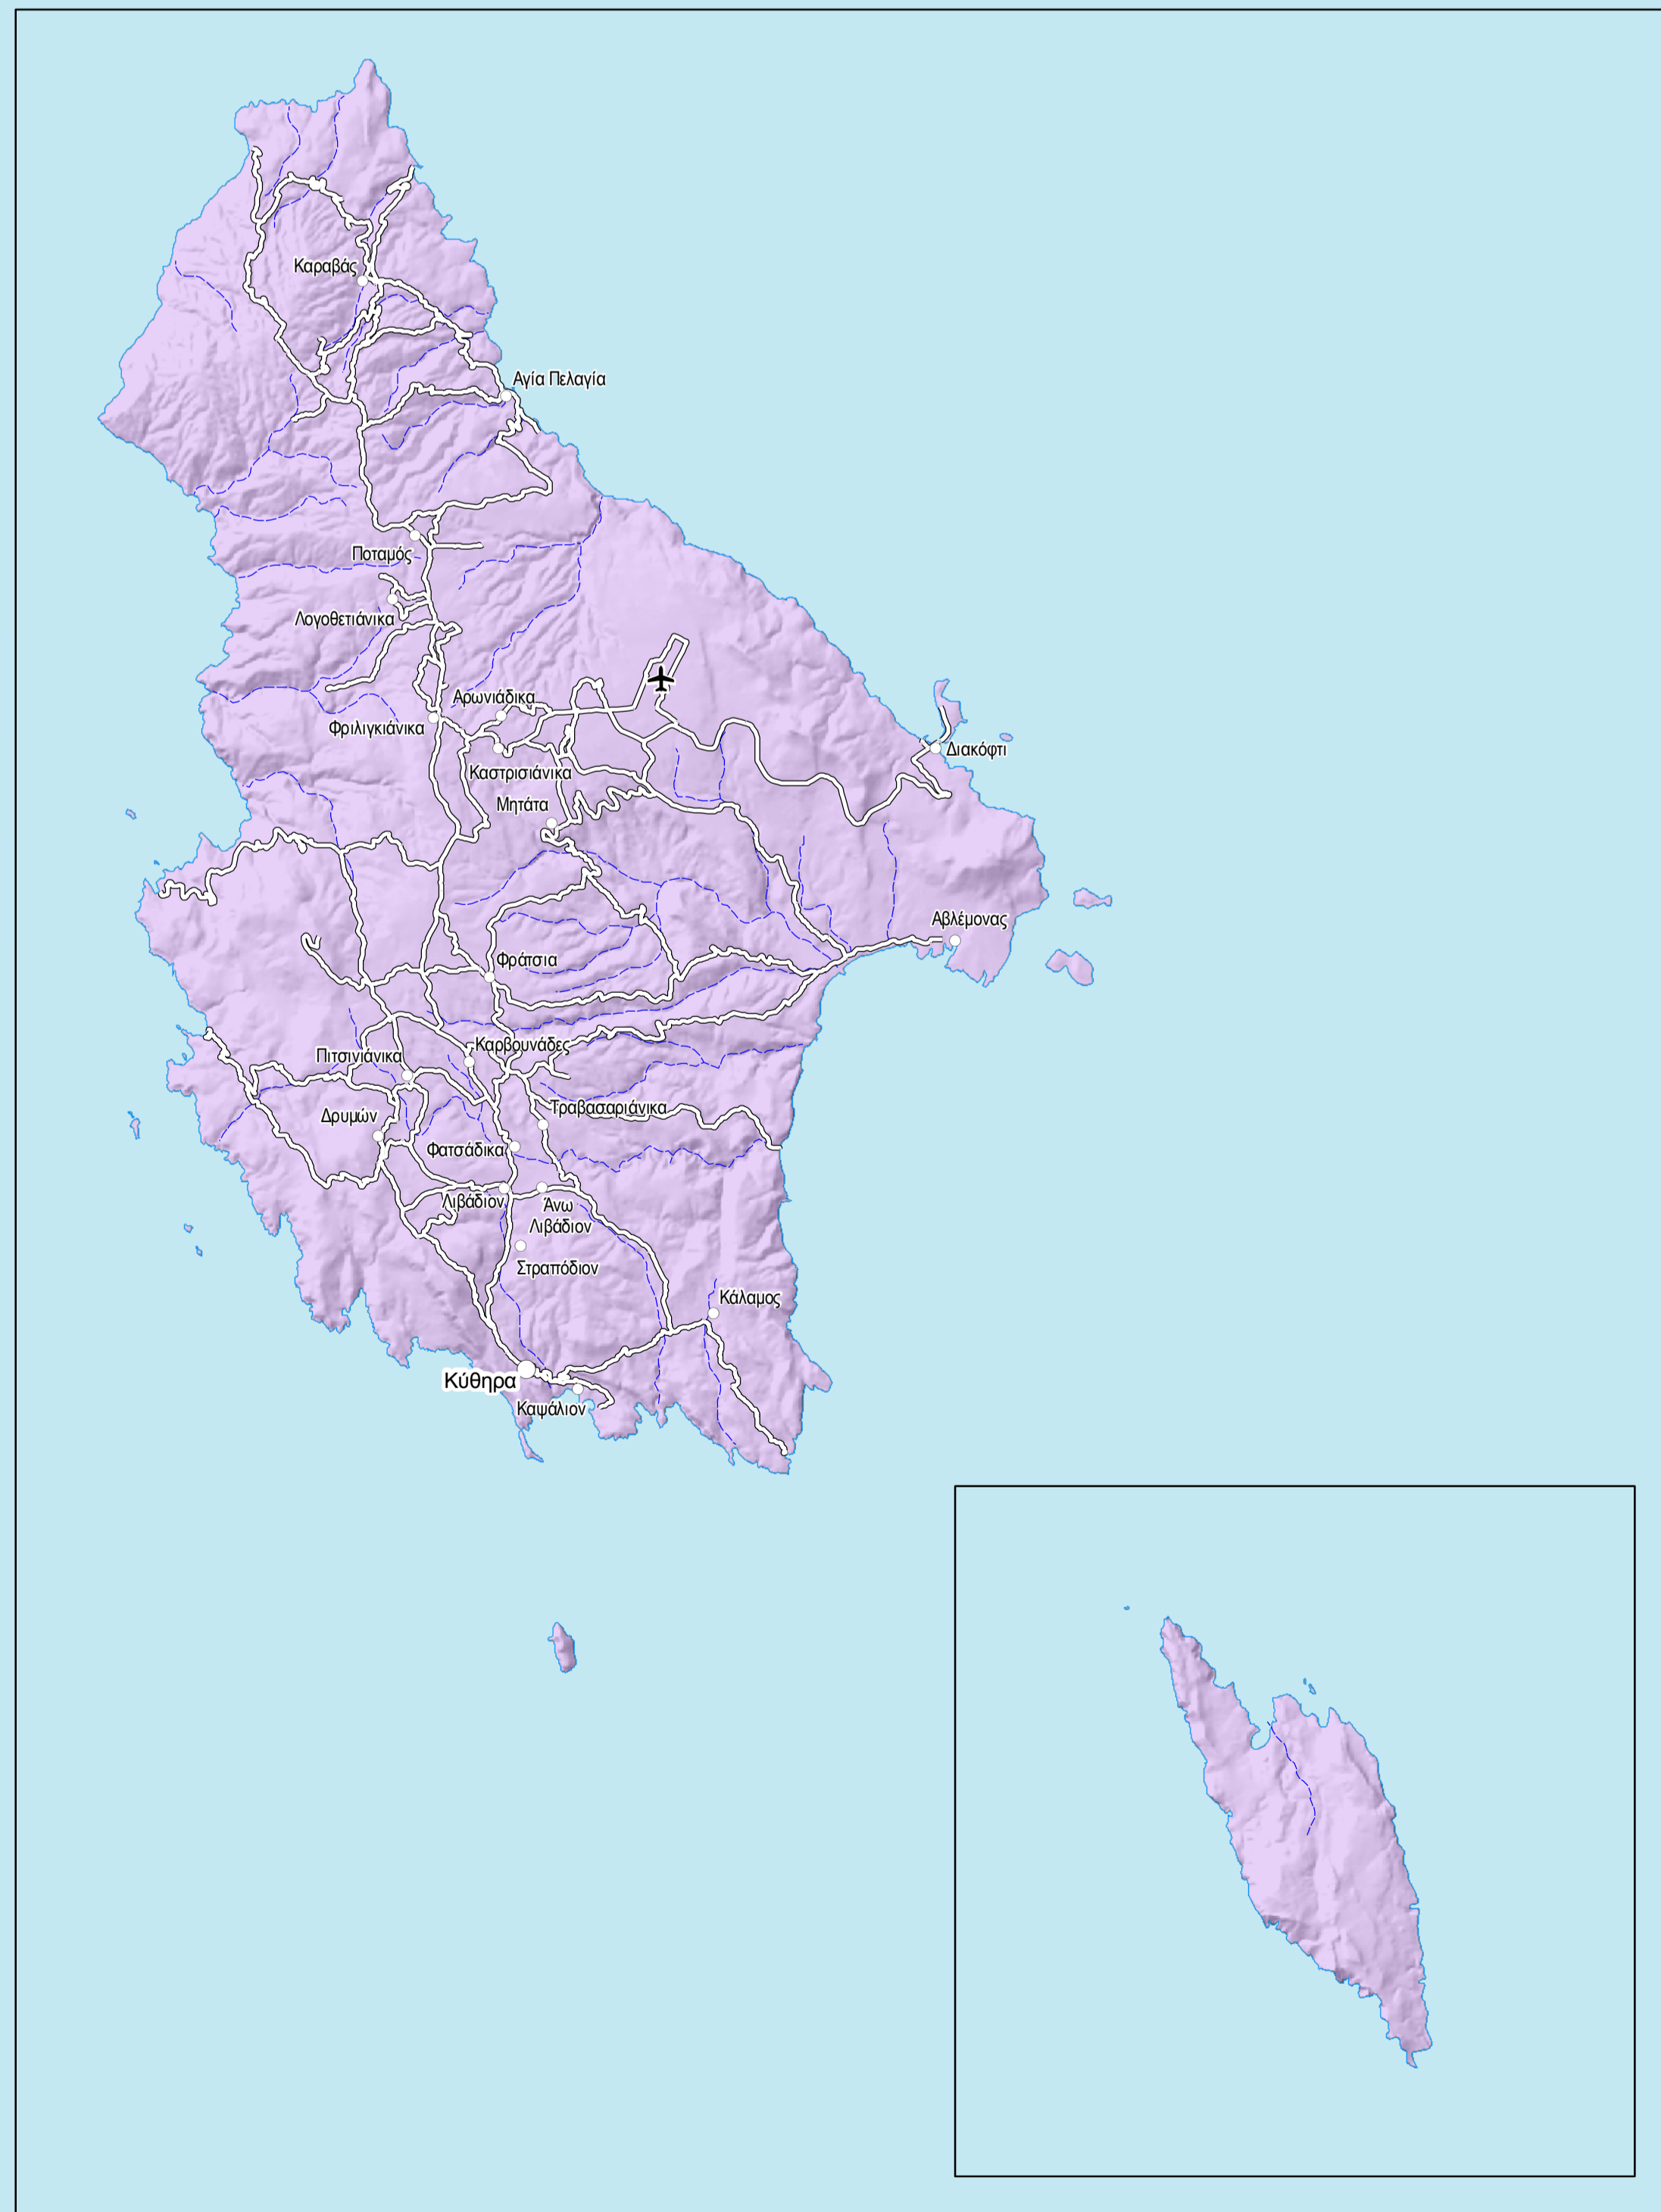 Καραβάς
Αγία Πελαγία
Ποταμός
Λογοθετιάνικα
Αρωνιάδικα
Φριλιγκιάνικα
Διακόφτι
Καστρισιάνικα
Μητάτα
Αβλέμονας
Φράτσια
Καρβουνάδες
Πιτσινιάνικα
Τραβασαριάνικα
Δρυμών
Φατσάδικα
Λιβάδιον
Άνω
Λιβάδιον
Στραπόδιον
Κάλαμος
Κύθηρα
Καψάλιον